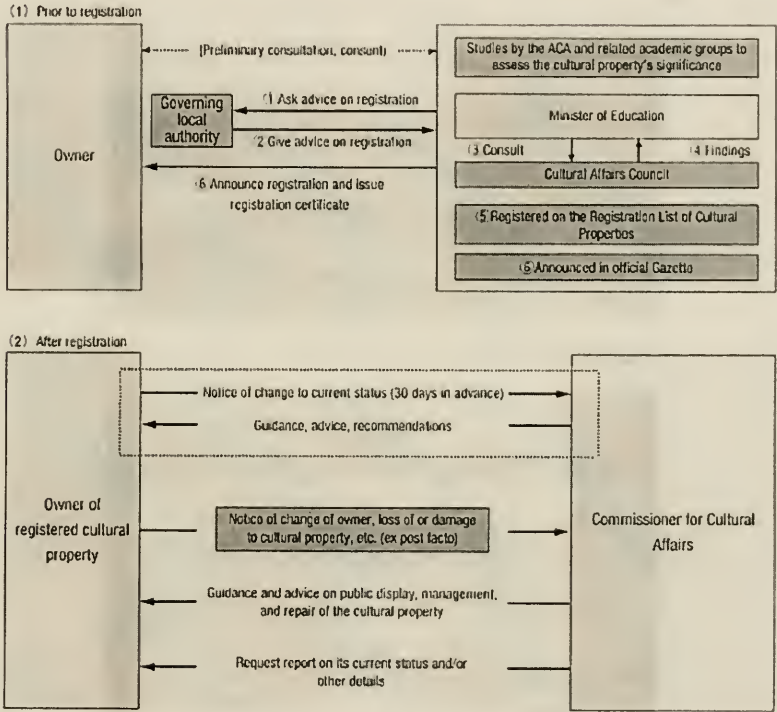 (1) Prior to registration
(Preliminary consultation, consent)
Studies by the ACA and related academic groups to
assess the cultural property's significance
Governing
local
authority
(1 Ask advice on registration
(2 Give advice on registration
Owner
Minister of Education
(3 Consult
(4 Findings
Cultural Affairs Council
(6 Announce registration and issue
registration certificate
(5) Registered on the Registration List of Cultural
Properties
(6) Announced in official Gazette
(2) After registration
Notice of change to current status (30 days in advance)
Guidance, advice, recommendations
Owner of
registered cultural
property
Notice of change of owner, loss of or damage
to cultural property, etc. (ex post facto)
Commissioner for Cultural
Affairs
Guidance and advice on public display, management,
and repair of the cultural property
Request report on its current status and/or
other details